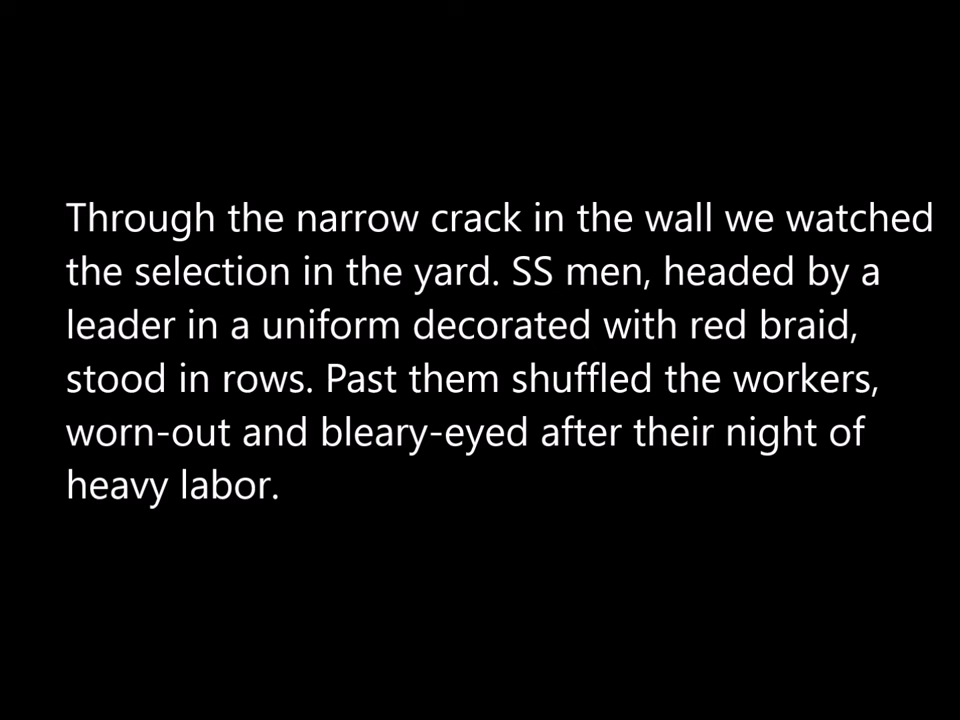 Through the narrow crack in the wall we watched
the selection in the yard. SS men, headed by a
leader in a uniform decorated with red braid,
stood in rows. Past them shuffled the workers,
worn-out and bleary-eyed after their night of
heavy labor.